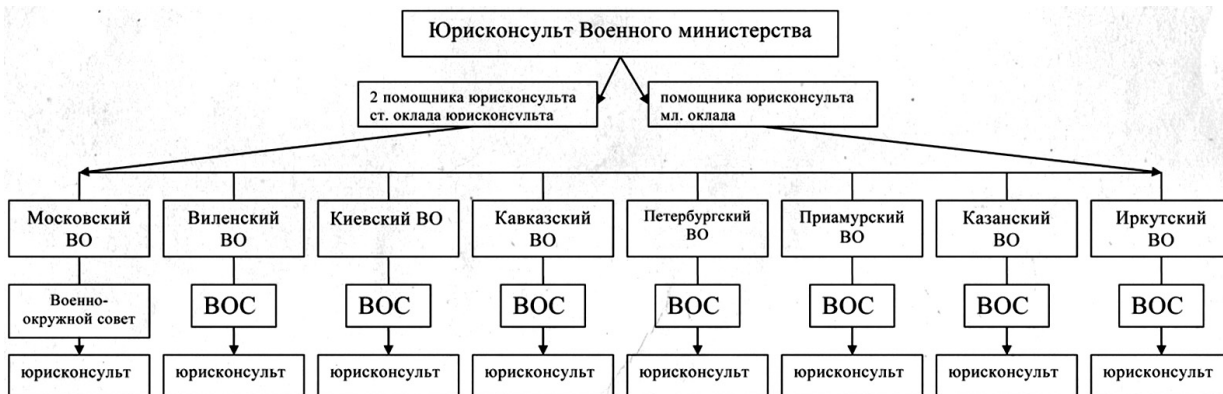 Юрисконсульт Военного министерства
2 помощника юрисконсульта
ст. оклада юрисконсульта
помощника юрисконсульта
мл. оклада
Московский
ВО
Виленский
ВО
Киевский ВО
Кавказский
ВО
Петербургский
ВО
Приамурский
ВО
Казанский
ВО
Иркутский
ВО
Военно-
окружной совет
ВОС
ВОС
ВОС
ВОС
ВОС
ВОС
ВОС
юрисконсульт
юрисконсульт
юрисконсульт
юрисконсульт
юрисконсульт
юрисконсульт
юрисконсульт
юрисконсульт